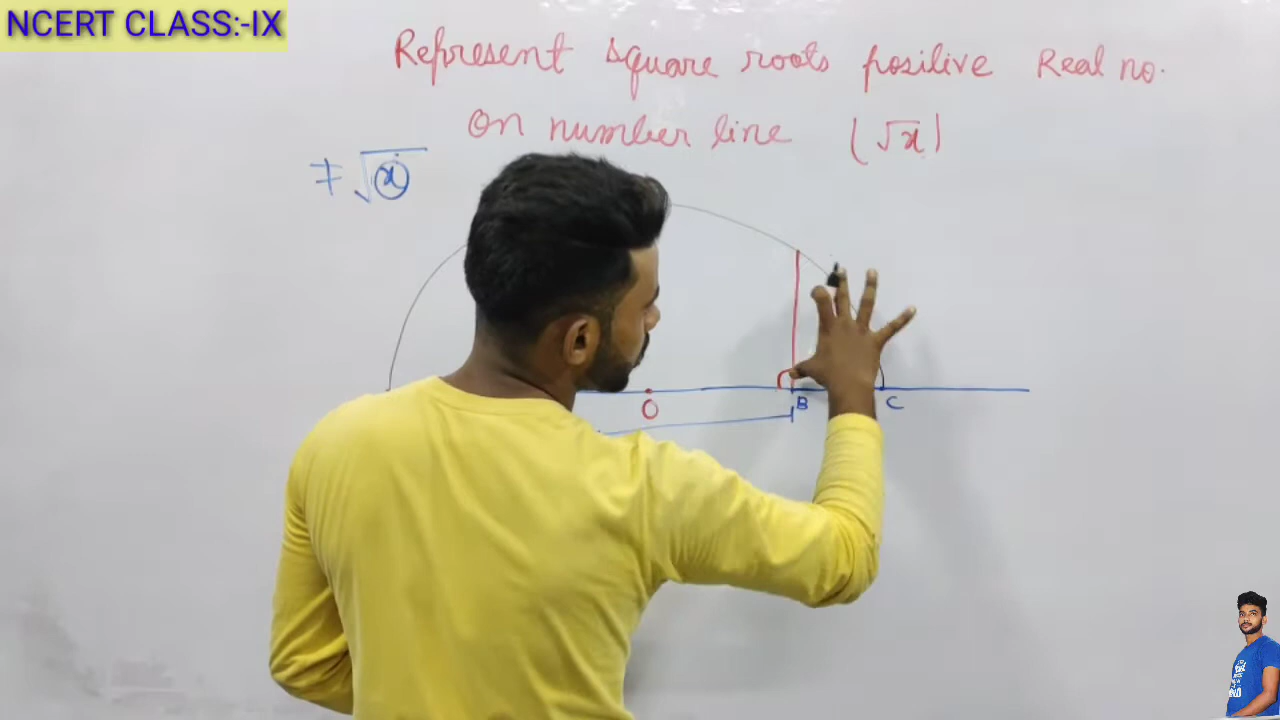 NCERT CLASS:-IX
Represent square roots positive Real no.
on number line (√x)
7 √x
O
B
C